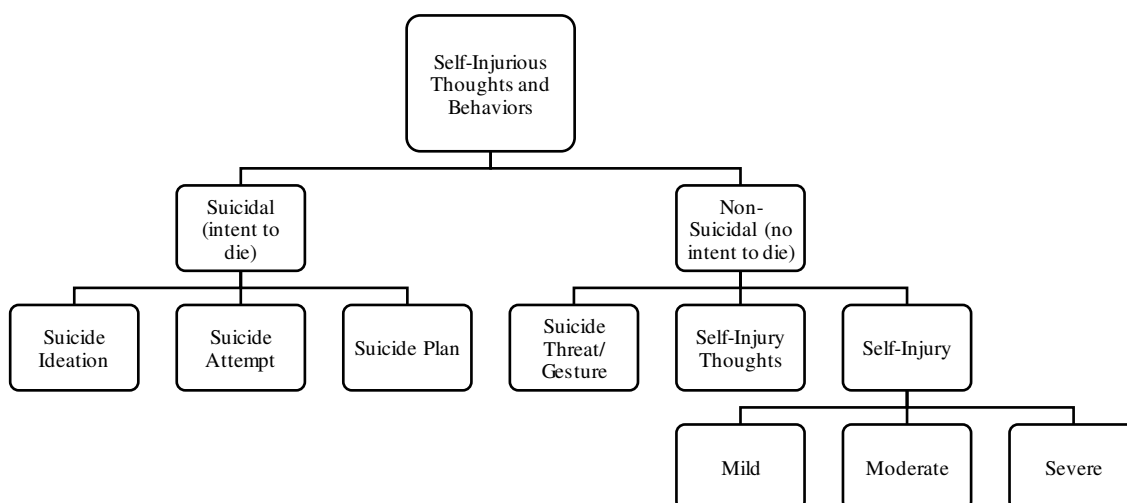 Self-Injurious
Thoughts and
Behaviors
Suicidal
(intent to
die)
Non-
Suicidal (no
intent to die)
Suicide
Ideation
Suicide
Attempt
Suicide Plan
Suicide
Threat/
Gesture
Self-Injury
Thoughts
Self-Injury
Mild
Moderate
Severe